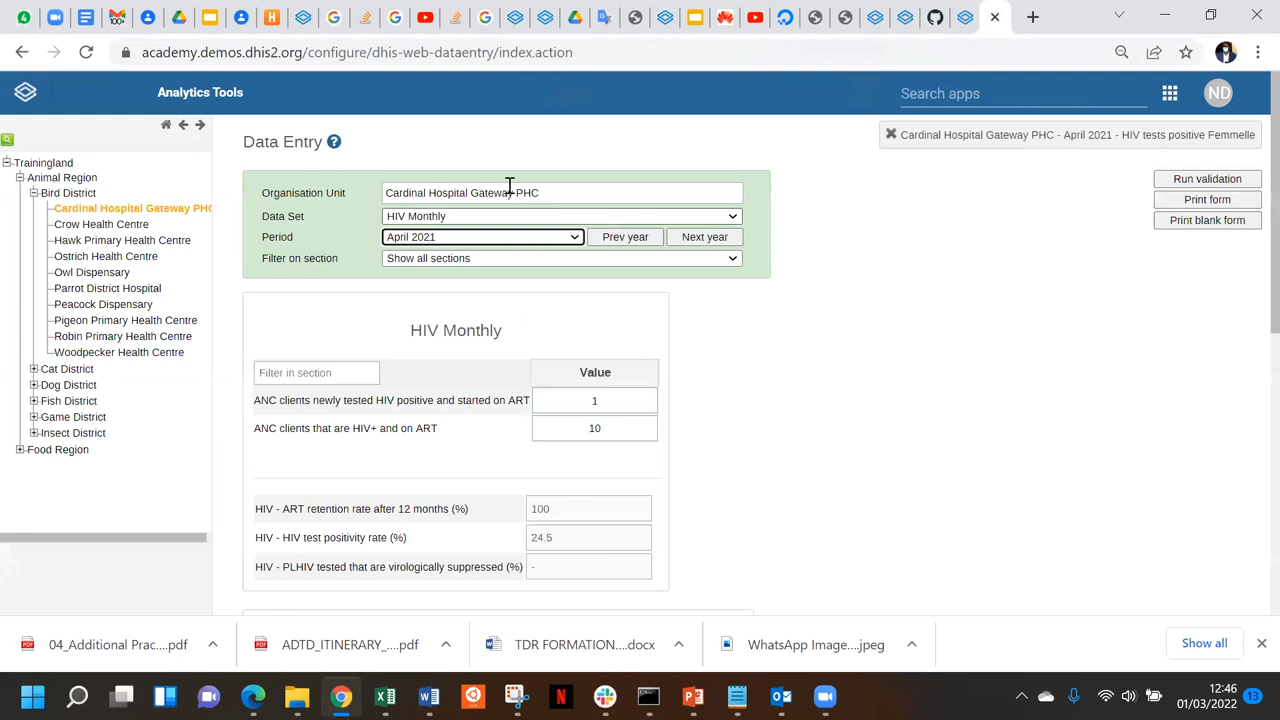 academy.demos.dhis2.org/configure/dhis-web-dataentry/index.action
Analytics Tools
Search apps
ND
Trainingland
Animal Region
Bird District
Cardinal Hospital Gateway PHC
Crow Health Centre
Hawk Primary Health Centre
Ostrich Health Centre
Owl Dispensary
Parrot District Hospital
Peacock Dispensary
Pigeon Primary Health Centre
Robin Primary Health Centre
Woodpecker Health Centre
Cat District
Dog District
Fish District
Game District
Insect District
Food Region
Data Entry ?
Cardinal Hospital Gateway PHC - April 2021 - HIV tests positive Femmelle
Organisation Unit Cardinal Hospital Gateway PHC
Data Set HIV Monthly
Period April 2021 Prev year Next year
Filter on section Show all sections
Run validation
Print form
Print blank form
HIV Monthly
Filter in section Value
ANC clients newly tested HIV positive and started on ART 1
ANC clients that are HIV+ and on ART 10
HIV - ART retention rate after 12 months (%) 100
HIV - HIV test positivity rate (%) 24.5
HIV - PLHIV tested that are virologically suppressed (%) -
04_Additional Prac....pdf
ADTD_ITINERARY_....pdf
TDR FORMATION....docx
WhatsApp Image....jpeg
Show all
12:46
01/03/2022
13